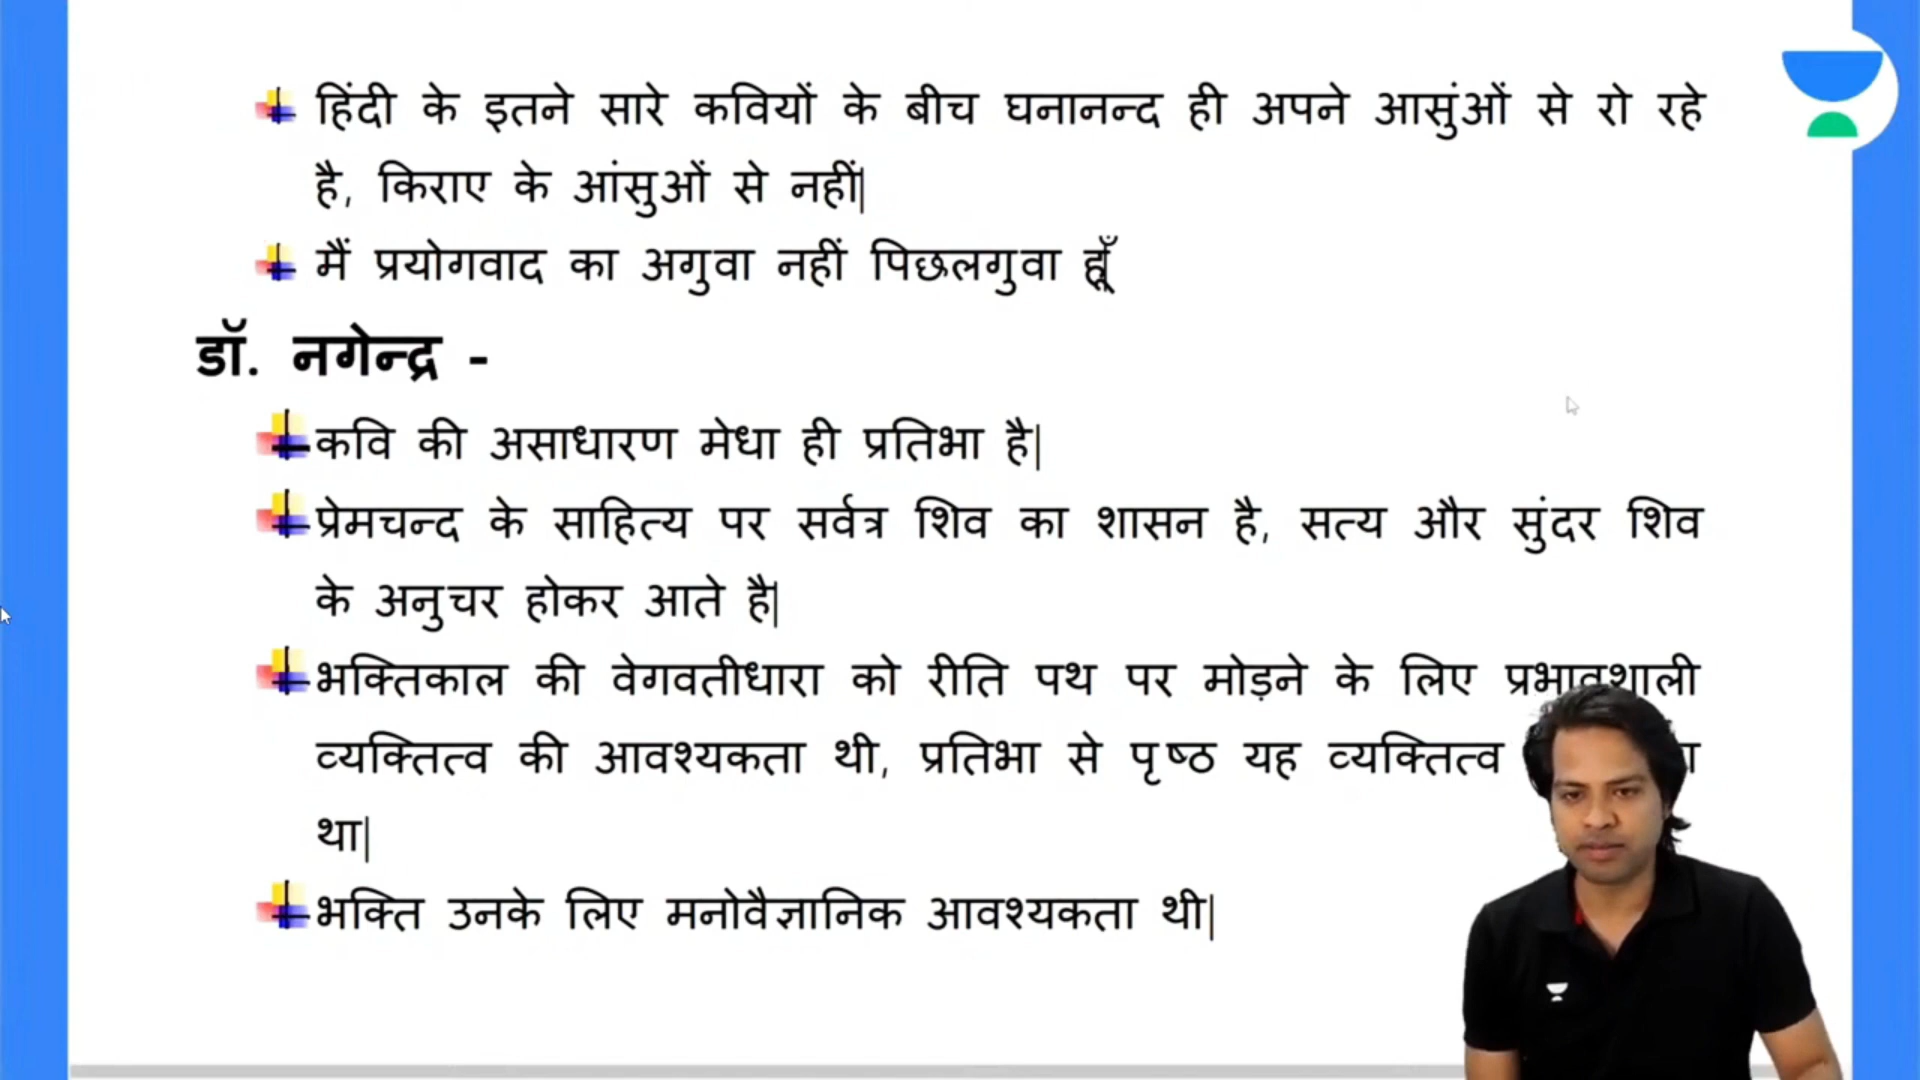 हिंदी के इतने सारे कवियों के बीच घनानन्द ही अपने आसुंओं से रो रहे
है, किराए के आंसुओं से नहीं|
मैं प्रयोगवाद का अगुवा नहीं पिछलगुवा हूँ
डॉ. नगेन्द्र -
कवि की असाधारण मेधा ही प्रतिभा है|
प्रेमचन्द के साहित्य पर सर्वत्र शिव का शासन है, सत्य और सुंदर शिव
के अनुचर होकर आते है|
भक्तिकाल की वेगवतीधारा को रीति पथ पर मोड़ने के लिए प्रभावशाली
व्यक्तित्व की आवश्यकता थी, प्रतिभा से पृष्ठ यह व्यक्तित्व
था|
भक्ति उनके लिए मनोवैज्ञानिक आवश्यकता थी|